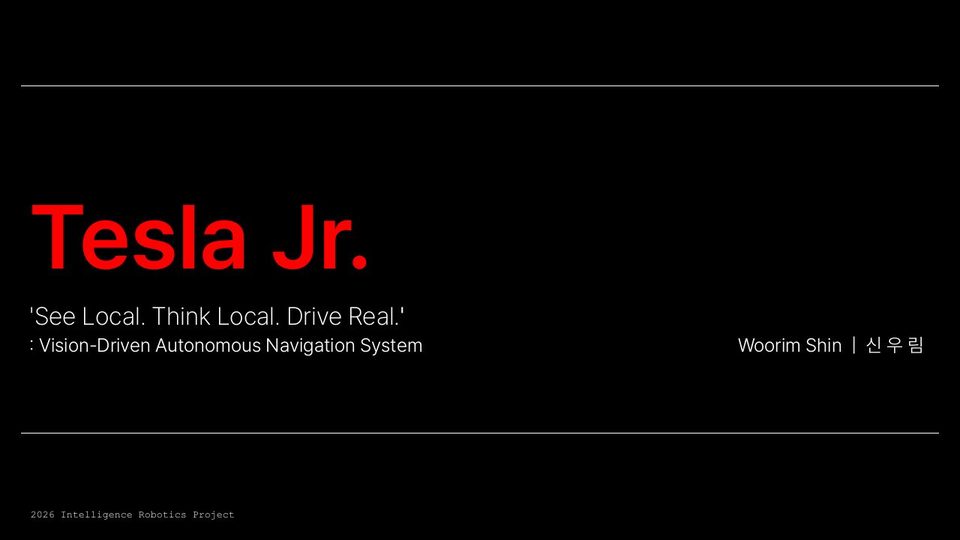 Tesla Jr.
'See Local. Think Local. Drive Real.'
: Vision-Driven Autonomous Navigation System
Woorim Shin | 신우림
2026 Intelligence Robotics Project